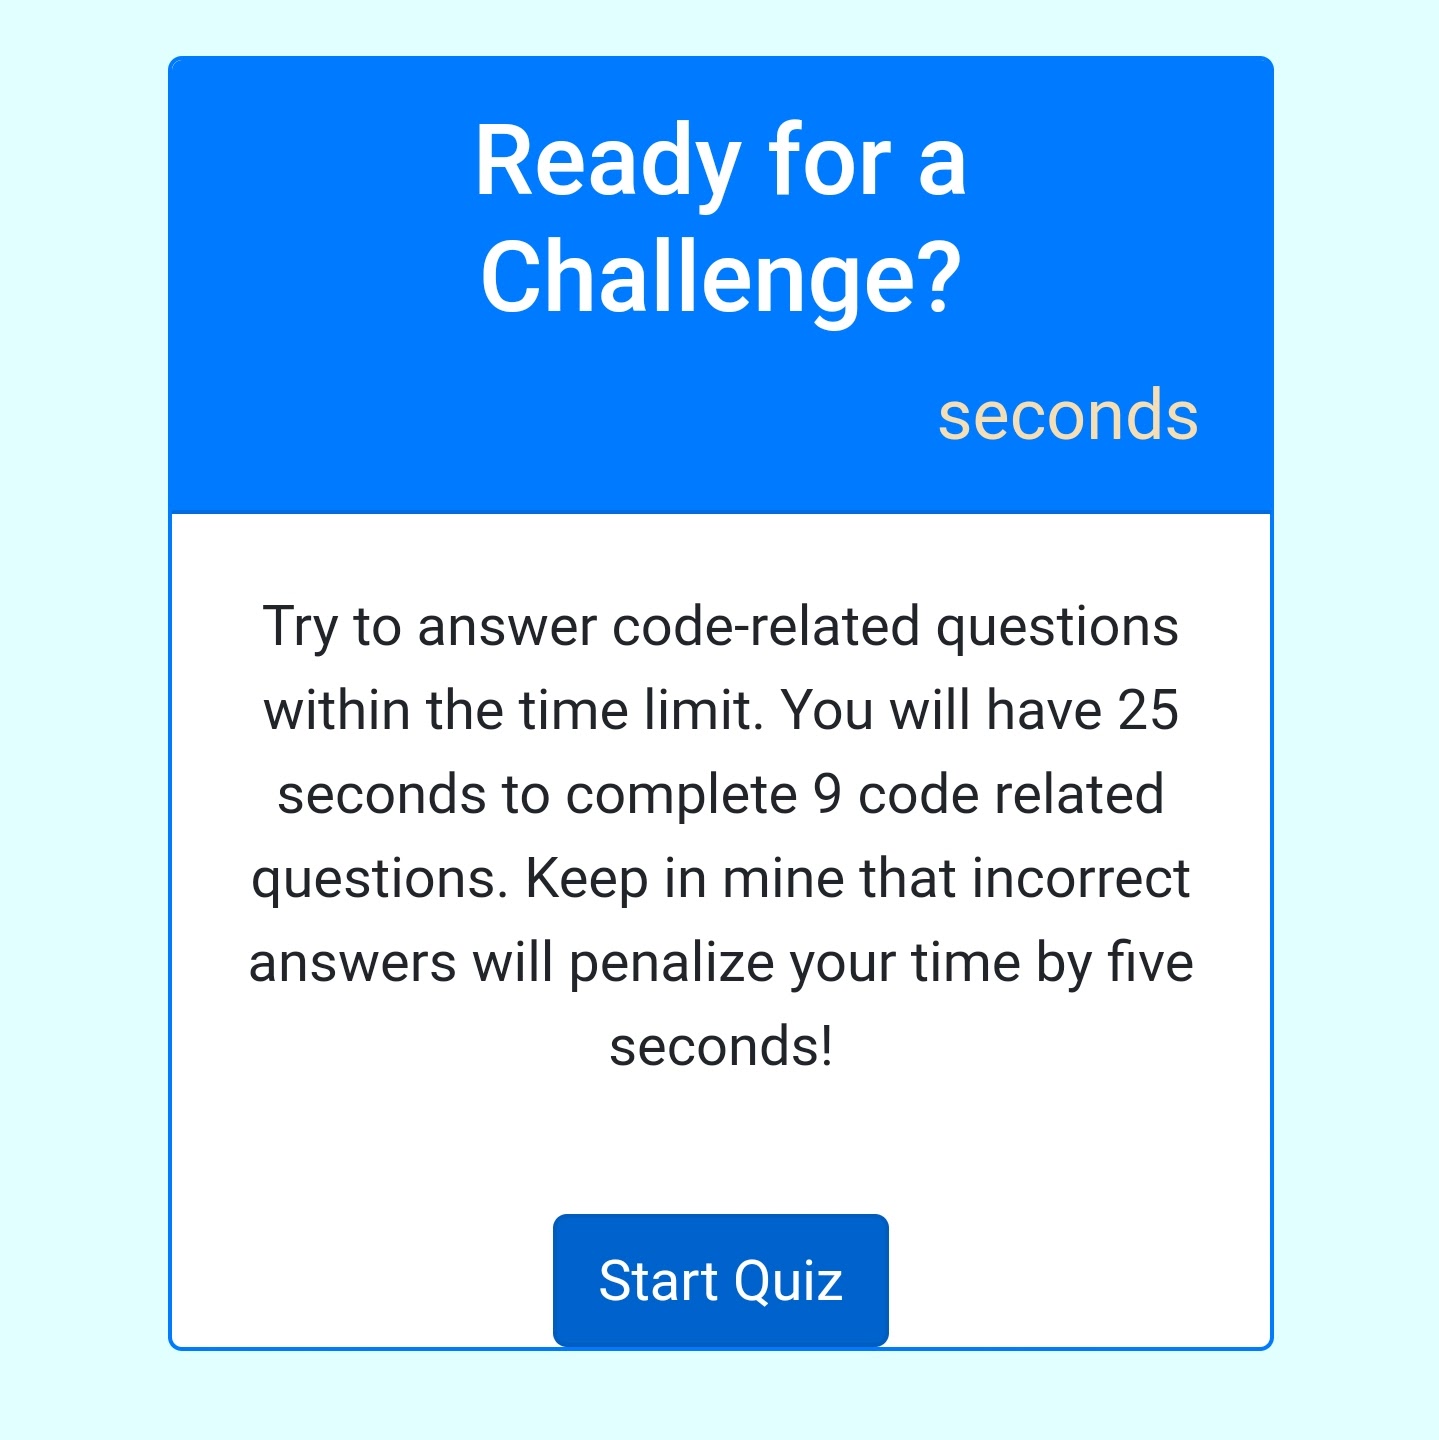 Ready for a
Challenge?
seconds
Try to answer code-related questions
within the time limit. You will have 25
seconds to complete 9 code related
questions. Keep in mine that incorrect
answers will penalize your time by five
seconds!
Start Quiz